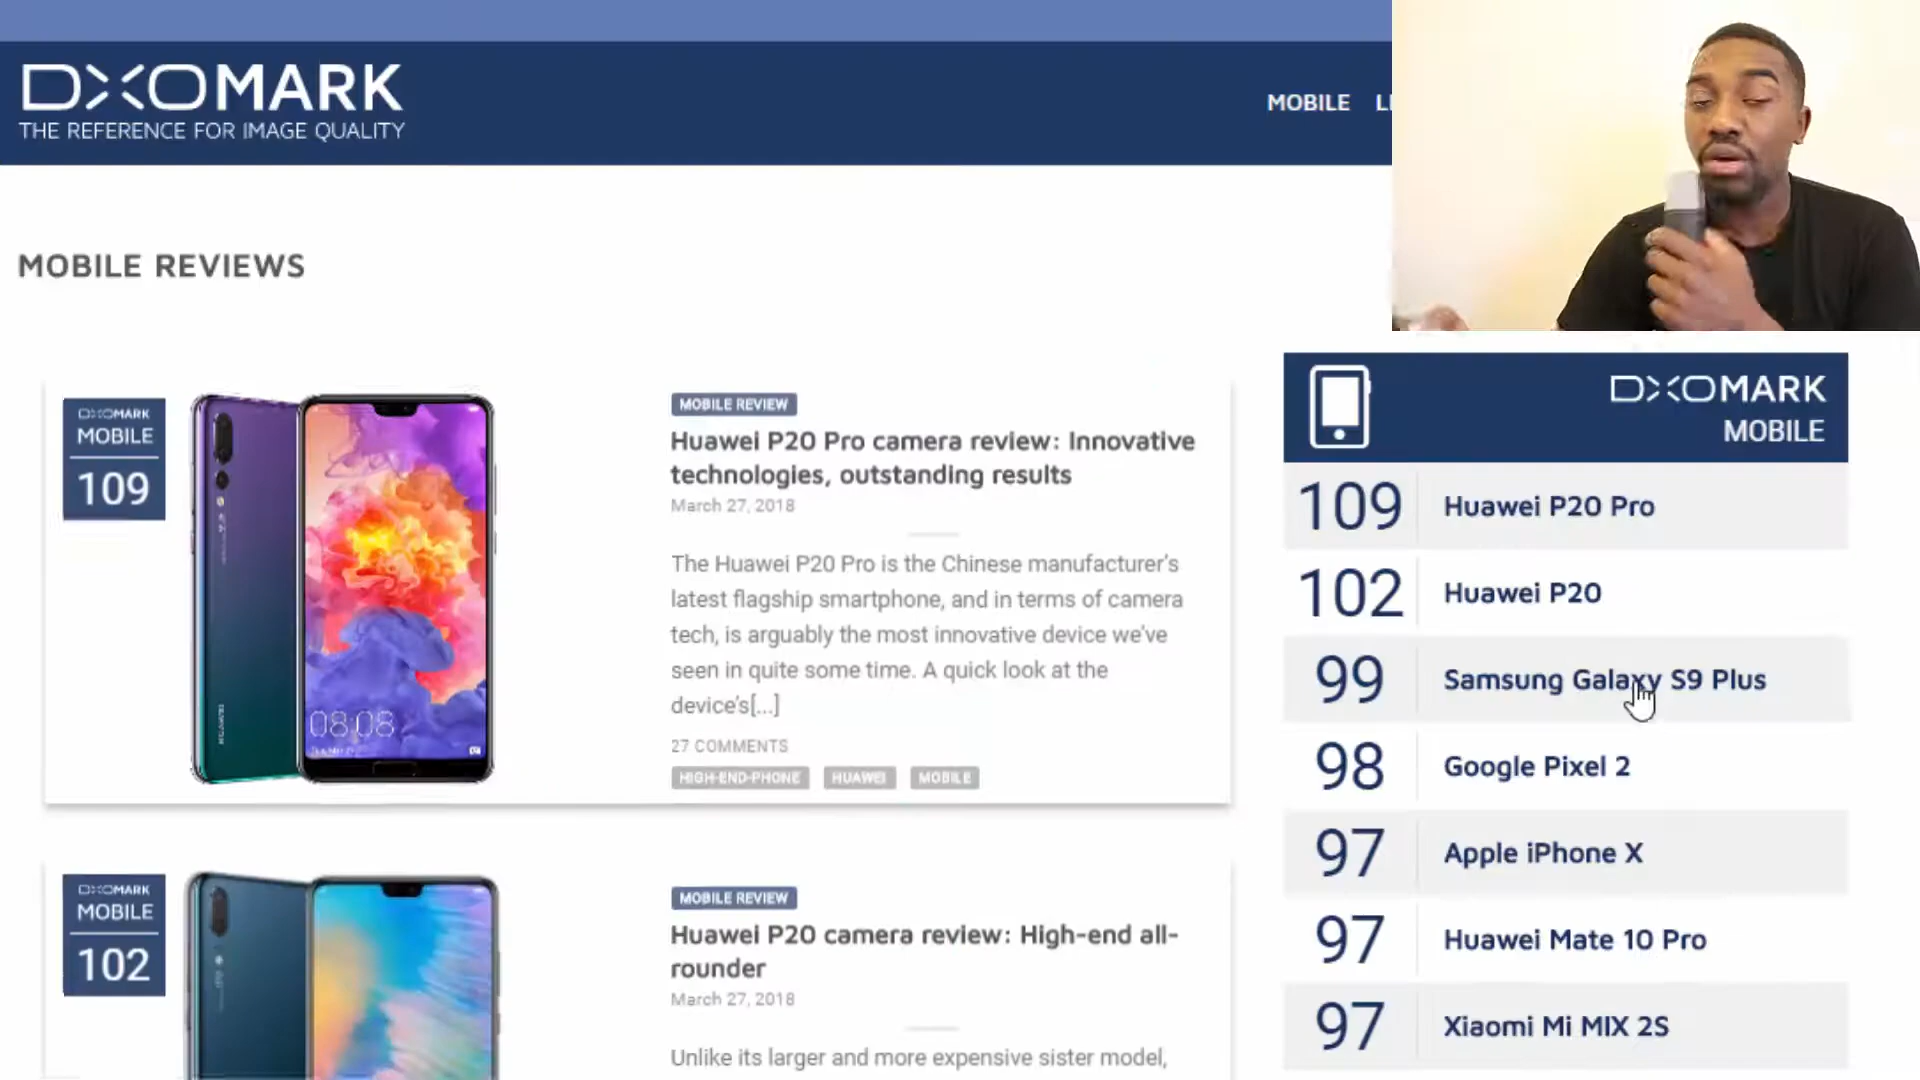 DXOMARK
THE REFERENCE FOR IMAGE QUALITY
MOBILE LI
MOBILE REVIEWS
DXOMARK
MOBILE
109
08:08
HUAWEI
MOBILE REVIEW
Huawei P20 Pro camera review: Innovative
technologies, outstanding results
March 27, 2018
The Huawei P20 Pro is the Chinese manufacturer's
latest flagship smartphone, and in terms of camera
tech, is arguably the most innovative device we've
seen in quite some time. A quick look at the
device's[...]
27 COMMENTS
HIGH-END-PHONE HUAWEI MOBILE
DXOMARK
MOBILE
102
MOBILE REVIEW
Huawei P20 camera review: High-end all-
rounder
March 27, 2018
Unlike its larger and more expensive sister model,
DXOMARK
MOBILE
109 Huawei P20 Pro
102 Huawei P20
99 Samsung Galaxy S9 Plus
98 Google Pixel 2
97 Apple iPhone X
97 Huawei Mate 10 Pro
97 Xiaomi Mi MIX 2S